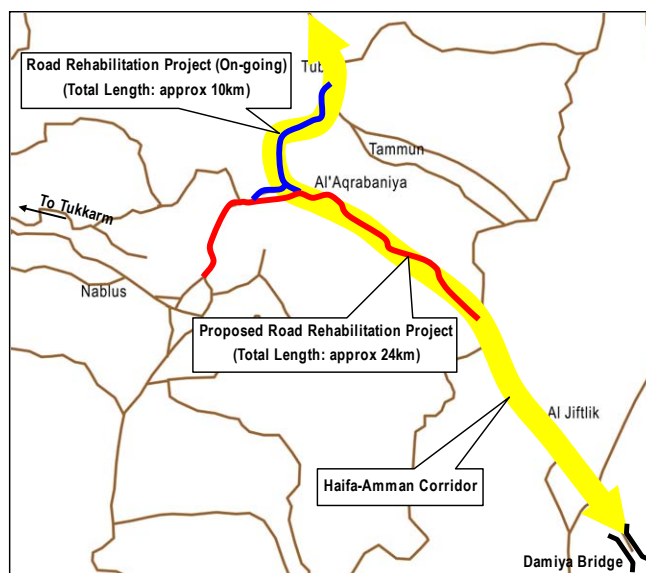 Road Rehabilitation Project (On-going)
(Total Length: approx 10km)
Tub
Tammun
Al'Aqrabaniya
To Tukkarm
Nablus
Proposed Road Rehabilitation Project
(Total Length: approx 24km)
Al Jiftlik
Haifa-Amman Corridor
Damiya Bridge